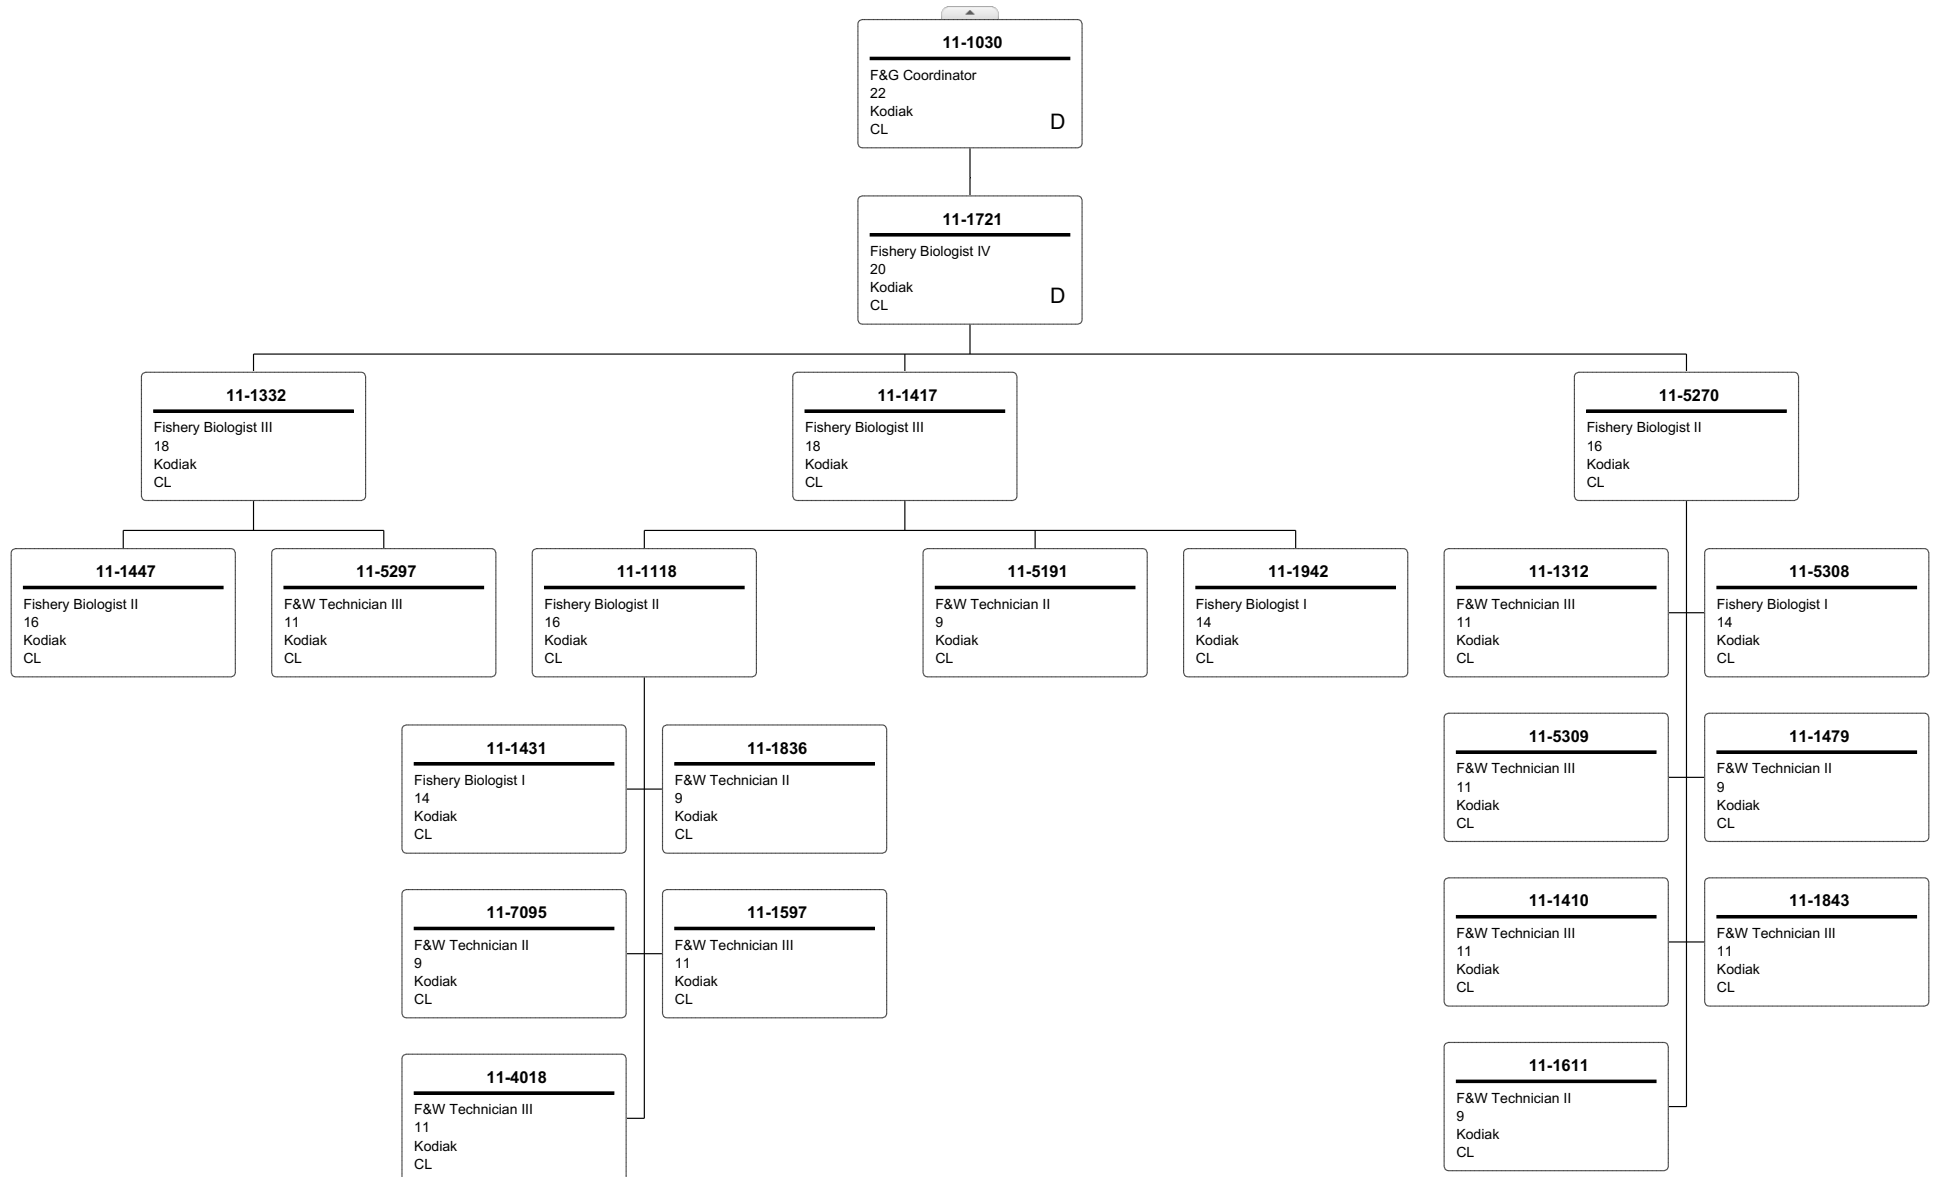 11-1030
F&G Coordinator
22
Kodiak
CL
D
11-1721
Fishery Biologist IV
20
Kodiak
CL
D
11-1332
Fishery Biologist III
18
Kodiak
CL
11-1417
Fishery Biologist III
18
Kodiak
CL
11-5270
Fishery Biologist II
16
Kodiak
CL
11-1447
Fishery Biologist II
16
Kodiak
CL
11-5297
F&W Technician III
11
Kodiak
CL
11-1118
Fishery Biologist II
16
Kodiak
CL
11-5191
F&W Technician II
9
Kodiak
CL
11-1942
Fishery Biologist I
14
Kodiak
CL
11-1312
F&W Technician III
11
Kodiak
CL
11-5308
Fishery Biologist I
14
Kodiak
CL
11-1431
Fishery Biologist I
14
Kodiak
CL
11-1836
F&W Technician II
9
Kodiak
CL
11-5309
F&W Technician III
11
Kodiak
CL
11-1479
F&W Technician II
9
Kodiak
CL
11-7095
F&W Technician II
9
Kodiak
CL
11-1597
F&W Technician III
11
Kodiak
CL
11-1410
F&W Technician III
11
Kodiak
CL
11-1843
F&W Technician III
11
Kodiak
CL
11-4018
F&W Technician III
11
Kodiak
CL
11-1611
F&W Technician II
9
Kodiak
CL